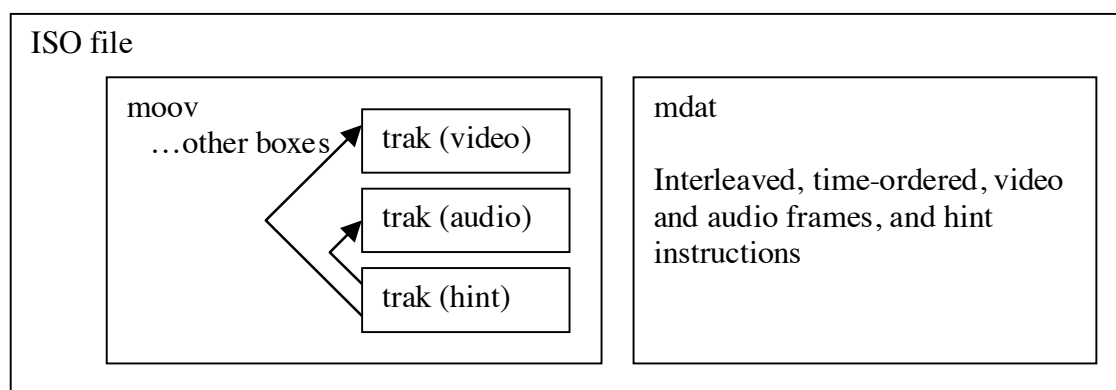 ISO file
moov
…other boxes
trak (video)
trak (audio)
trak (hint)
mdat
Interleaved, time-ordered, video
and audio frames, and hint
instructions